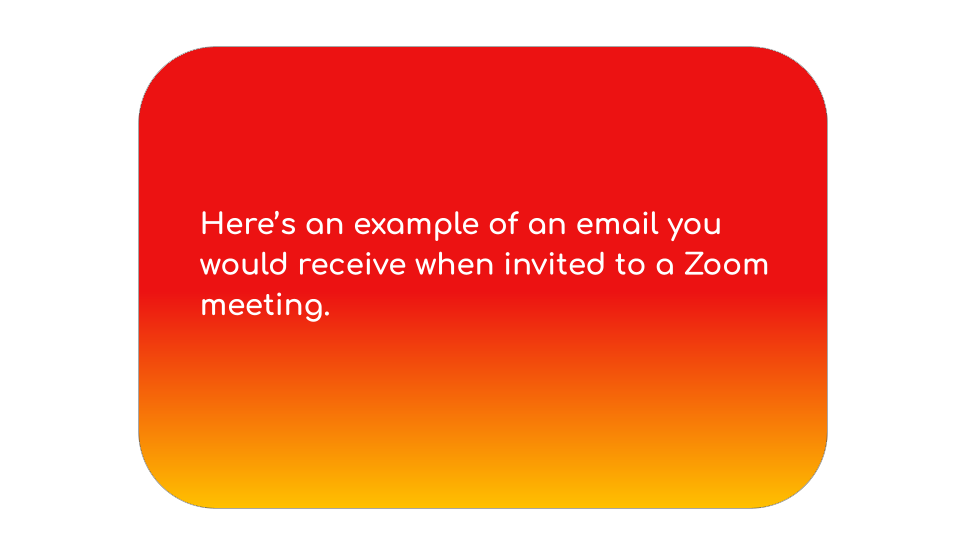 Here’s an example of an email you
would receive when invited to a Zoom
meeting.